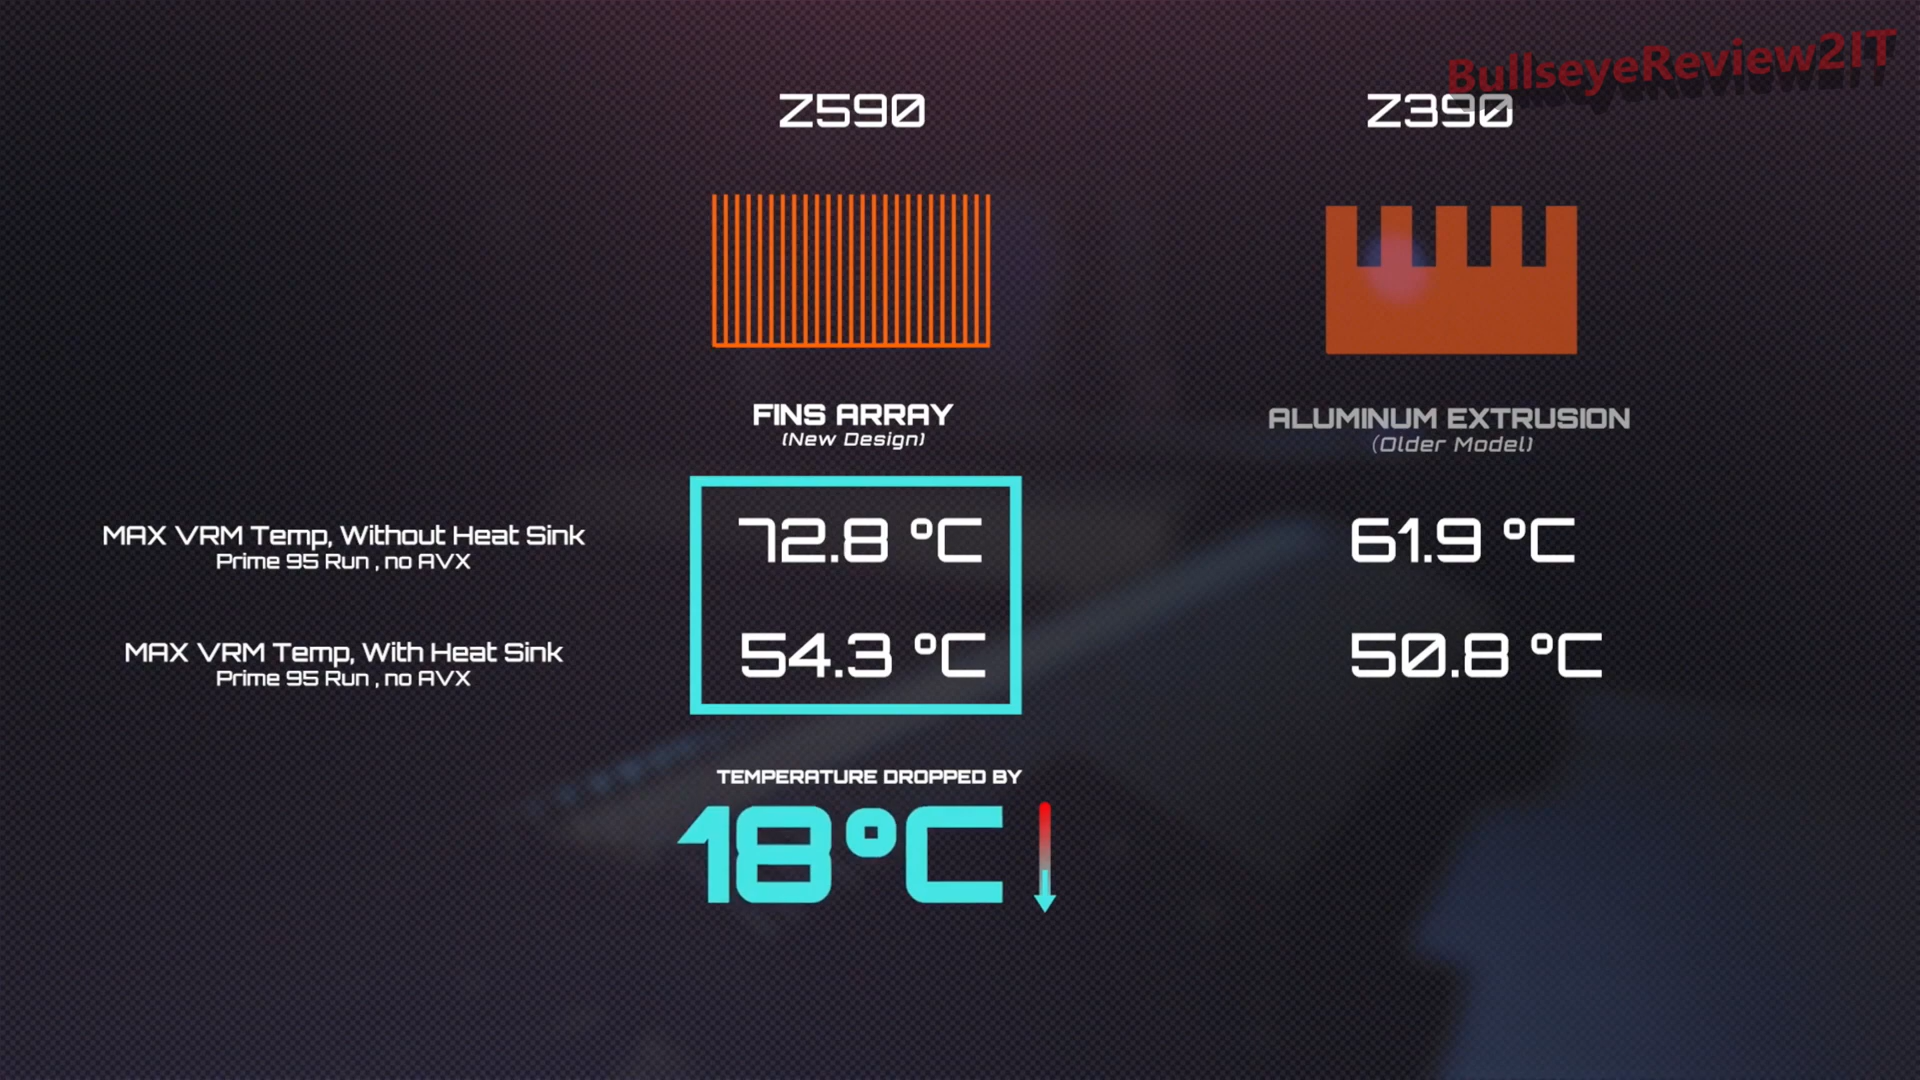 BullseyeReview2IT
Z590 Z390
FINS ARRAY ALUMINUM EXTRUSION
(New Design) (Older Model)
MAX VRM Temp, Without Heat Sink 72.8 °C 61.9 °C
Prime 95 Run , no AVX
MAX VRM Temp, With Heat Sink 54.3 °C 50.8 °C
Prime 95 Run , no AVX
TEMPERATURE DROPPED BY
18°C